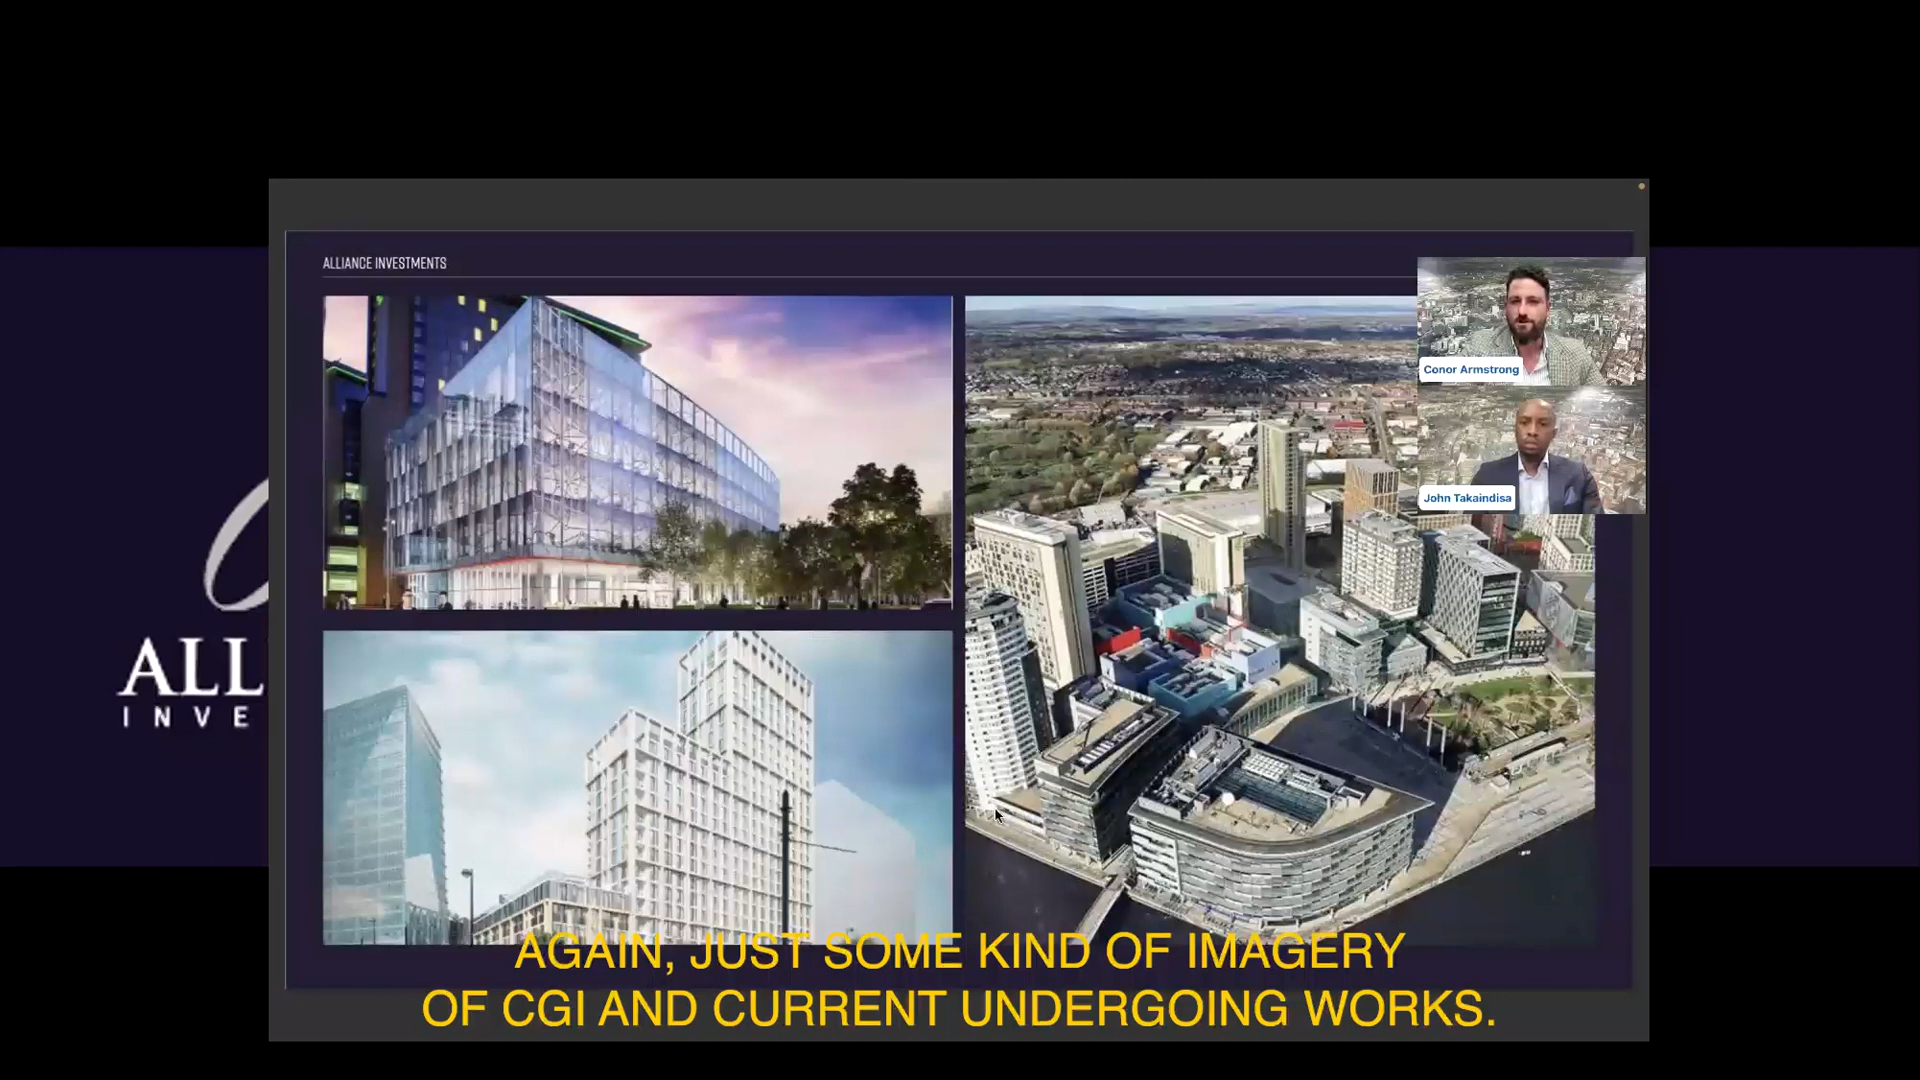 ALLIANCE INVESTMENTS
Conor Armstrong
John Takaindisa
ALL
INVE
AGAIN, JUST SOME KIND OF IMAGERY
OF CGI AND CURRENT UNDERGOING WORKS.